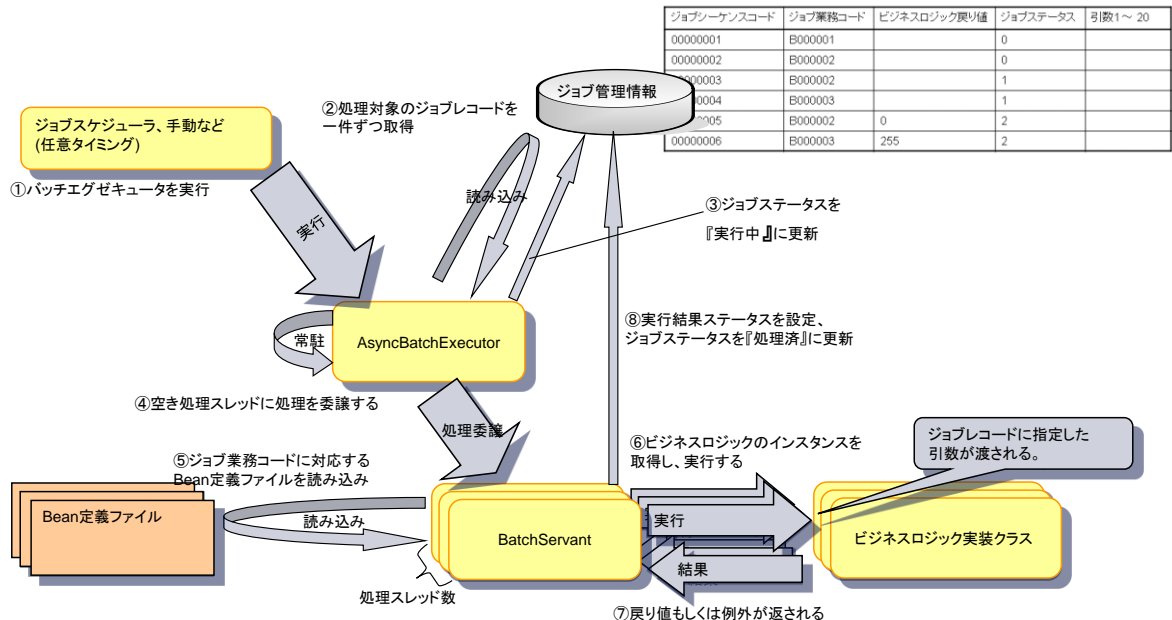 ジョブシーケンスコード ジョブ業務コード ビジネスロジック戻り値 ジョブステータス 引数1～ 20
00000001 B000001 0
00000002 B000002 0
0000003 B000002 1
0004 B000003 1
005 B000002 0 2
00000006 B000003 255 2
ジョブ管理情報
②処理対象のジョブレコードを
一件ずつ取得
ジョブスケジューラ、手動など
(任意タイミング)
①バッチエグゼキュータを実行
実行
読み込み
③ジョブステータスを
『実行中』に更新
常駐
AsyncBatchExecutor
⑧実行結果ステータスを設定、
ジョブステータスを『処理済』に更新
④空き処理スレッドに処理を委譲する
処理委譲
⑥ビジネスロジックのインスタンスを
取得し、実行する
ジョブレコードに指定した
引数が渡される。
⑤ジョブ業務コードに対応する
Bean定義ファイルを読み込み
Bean定義ファイル
読み込み
BatchServant
実行
結果
ビジネスロジック実装クラス
処理スレッド数
⑦戻り値もしくは例外が返される